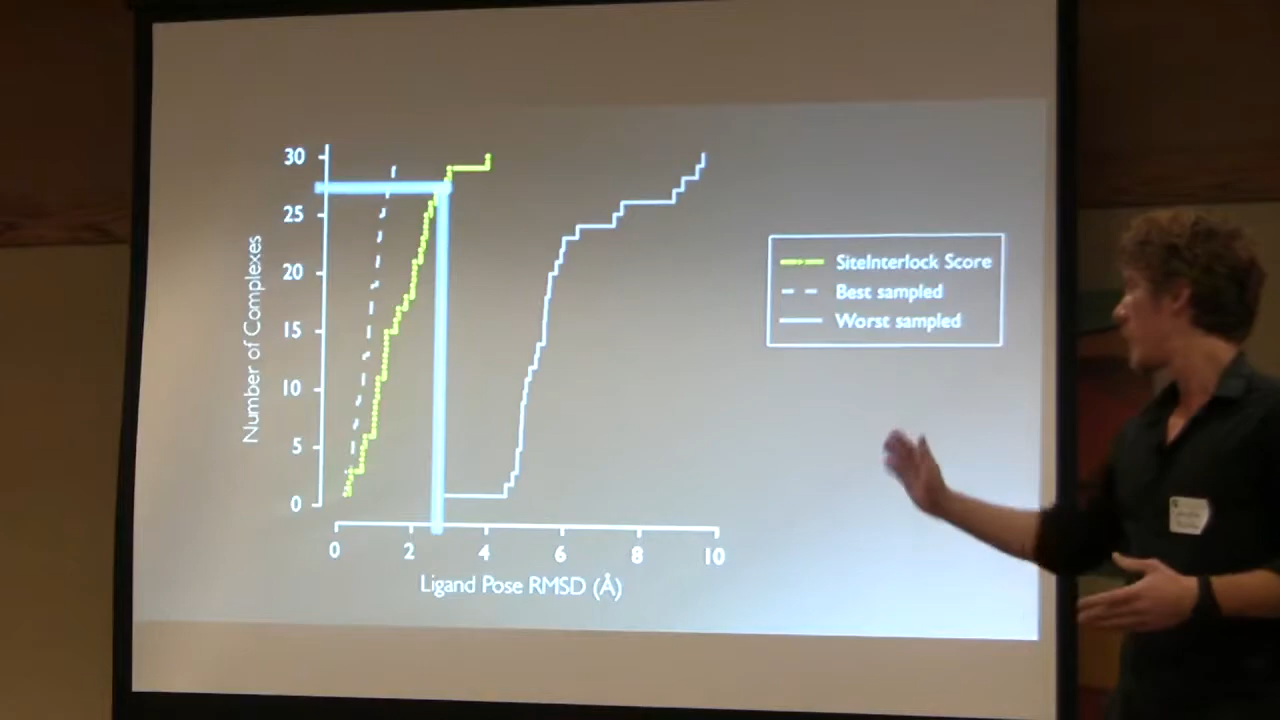 30
25
20
15
10
5
0
Number of Complexes
0 2 4 6 8 10
Ligand Pose RMSD (Å)
SiteInterlock Score
Best sampled
Worst sampled